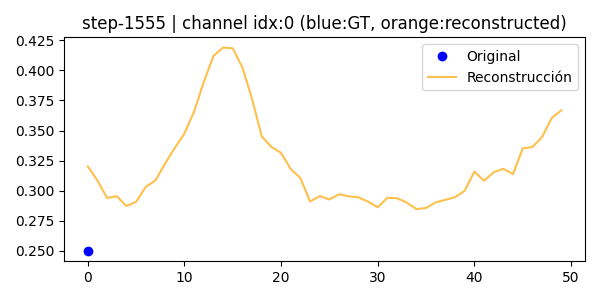 step-1555 | channel idx:0 (blue:GT, orange:reconstructed)
Original
Reconstrucción
0.425
0.400
0.375
0.350
0.325
0.300
0.275
0.250
0 10 20 30 40 50